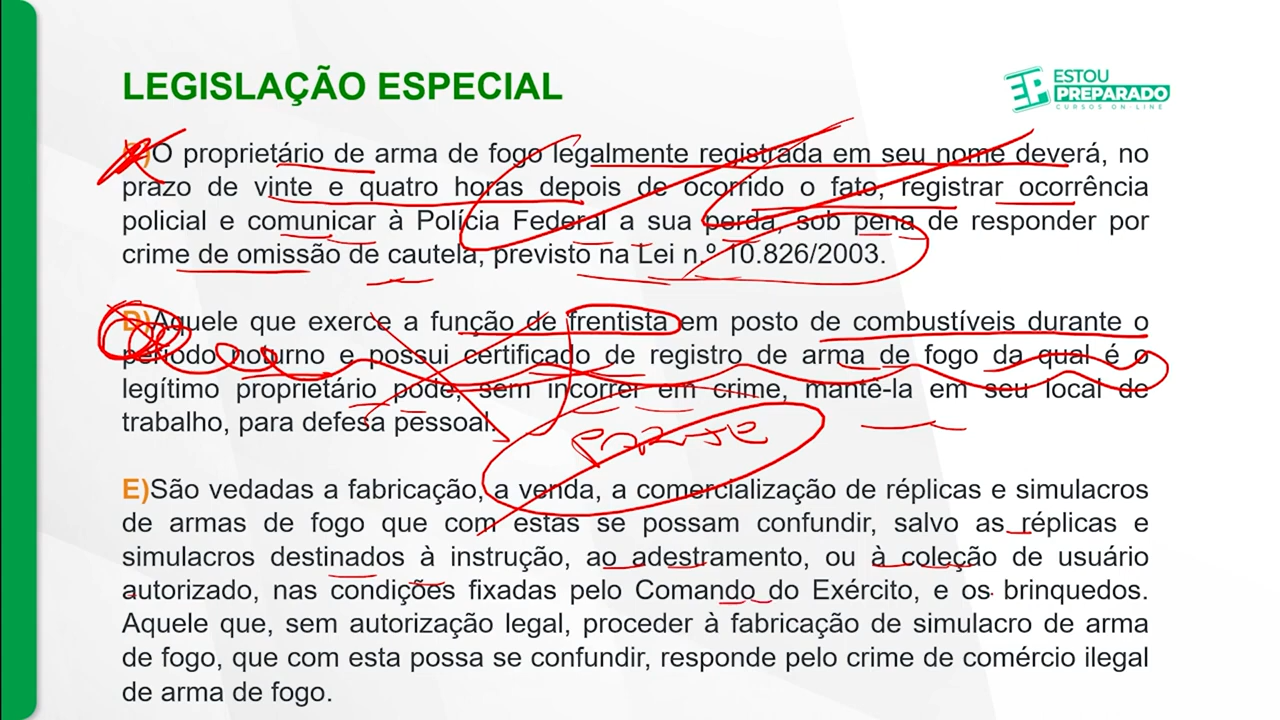 LEGISLAÇÃO ESPECIAL
ESTOU
PREPARADO
CURSOS ON-LINE
O proprietário de arma de fogo legalmente registrada em seu nome deverá, no
prazo de vinte e quatro horas depois de ocorrido o fato, registrar ocorrência
policial e comunicar à Polícia Federal a sua perda, sob pena de responder por
crime de omissão de cautela, previsto na Lei n.º 10.826/2003.
D)Aquele que exerce a função de frentista em posto de combustíveis durante o
período noturno e possui certificado de registro de arma de fogo da qual é o
legítimo proprietário pode, sem incorrer em crime, mantê-la em seu local de
trabalho, para defesa pessoal.
E)São vedadas a fabricação, a venda, a comercialização de réplicas e simulacros
de armas de fogo que com estas se possam confundir, salvo as réplicas e
simulacros destinados à instrução, ao adestramento, ou à coleção de usuário
autorizado, nas condições fixadas pelo Comando do Exército, e os brinquedos.
Aquele que, sem autorização legal, proceder à fabricação de simulacro de arma
de fogo, que com esta possa se confundir, responde pelo crime de comércio ilegal
de arma de fogo.